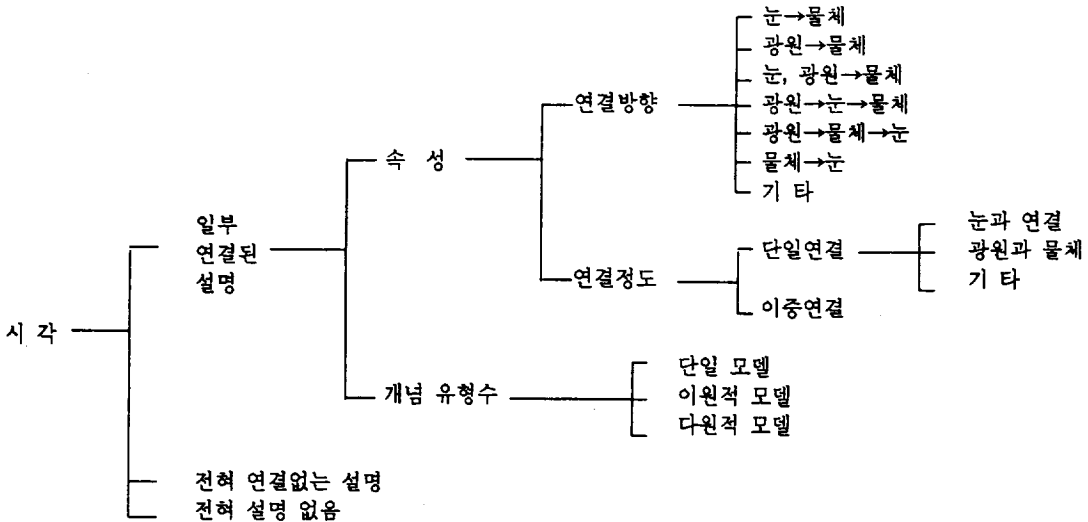 눈→물체
광원→물체
눈, 광원→물체
연결방향
광원→눈→물체
광원→물체→눈
속 성
물체→눈
기 타
일부
연결된
설명
눈과 연결
단일연결
광원과 물체
연결정도
기 타
이중연결
시 각
단일 모델
개념 유형수
이원적 모델
다원적 모델
전혀 연결없는 설명
전혀 설명 없음